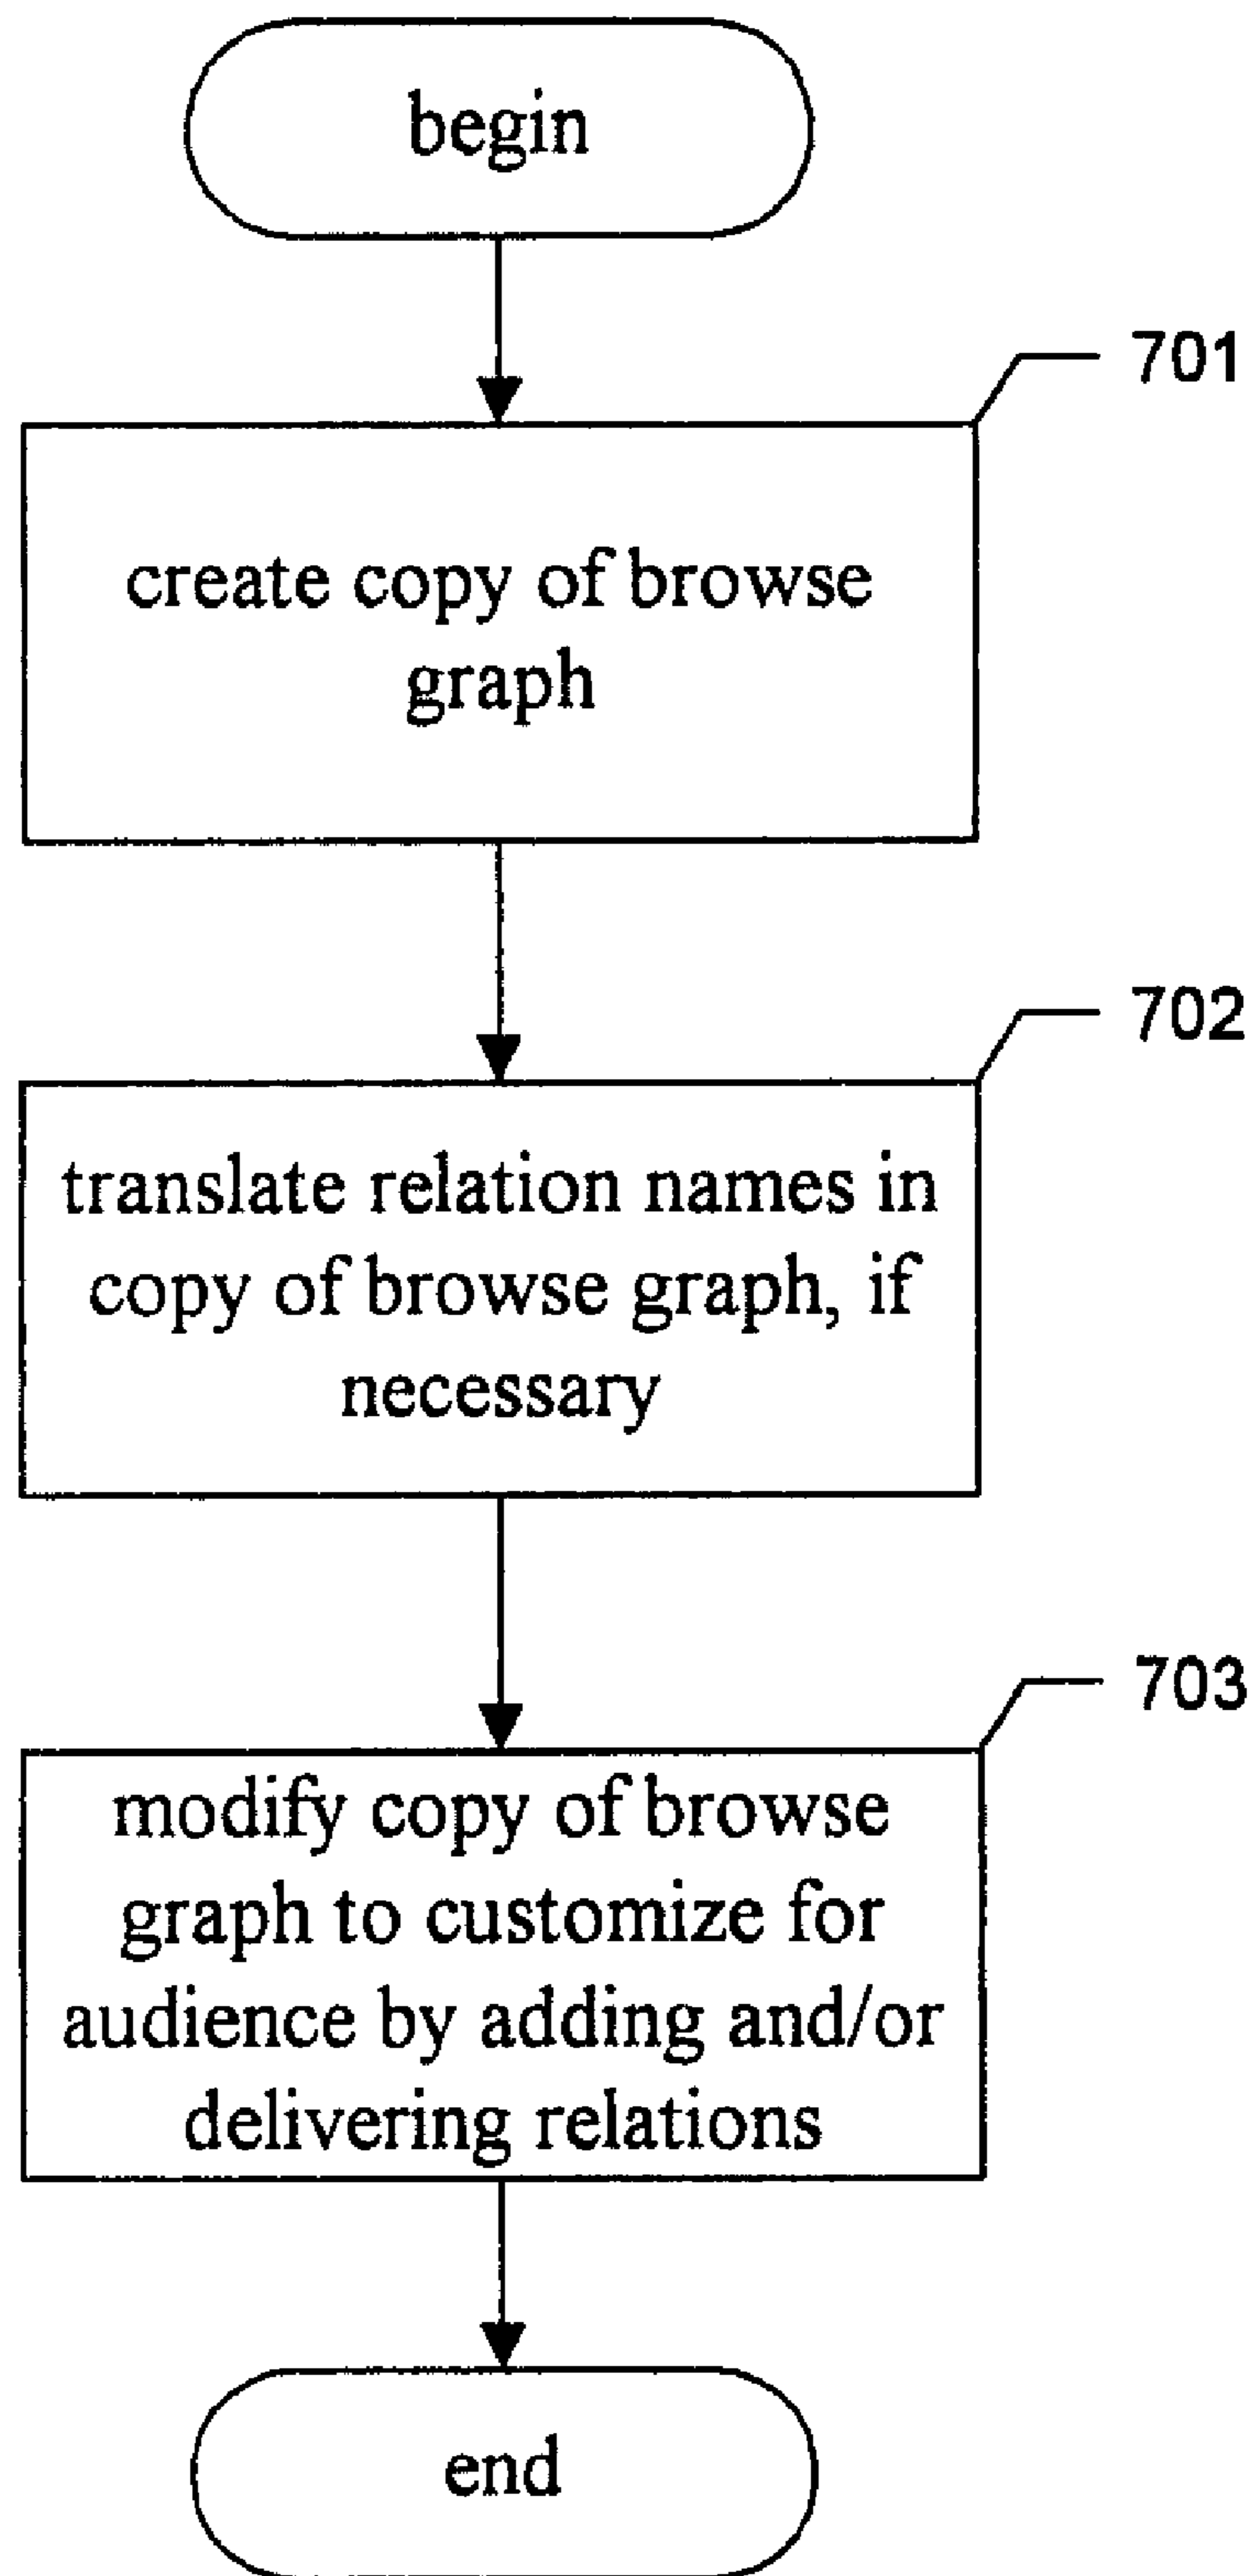 begin
701
create copy of browse
graph
702
translate relation names in
copy of browse graph, if
necessary
703
modify copy of browse
graph to customize for
audience by adding and/or
delivering relations
end